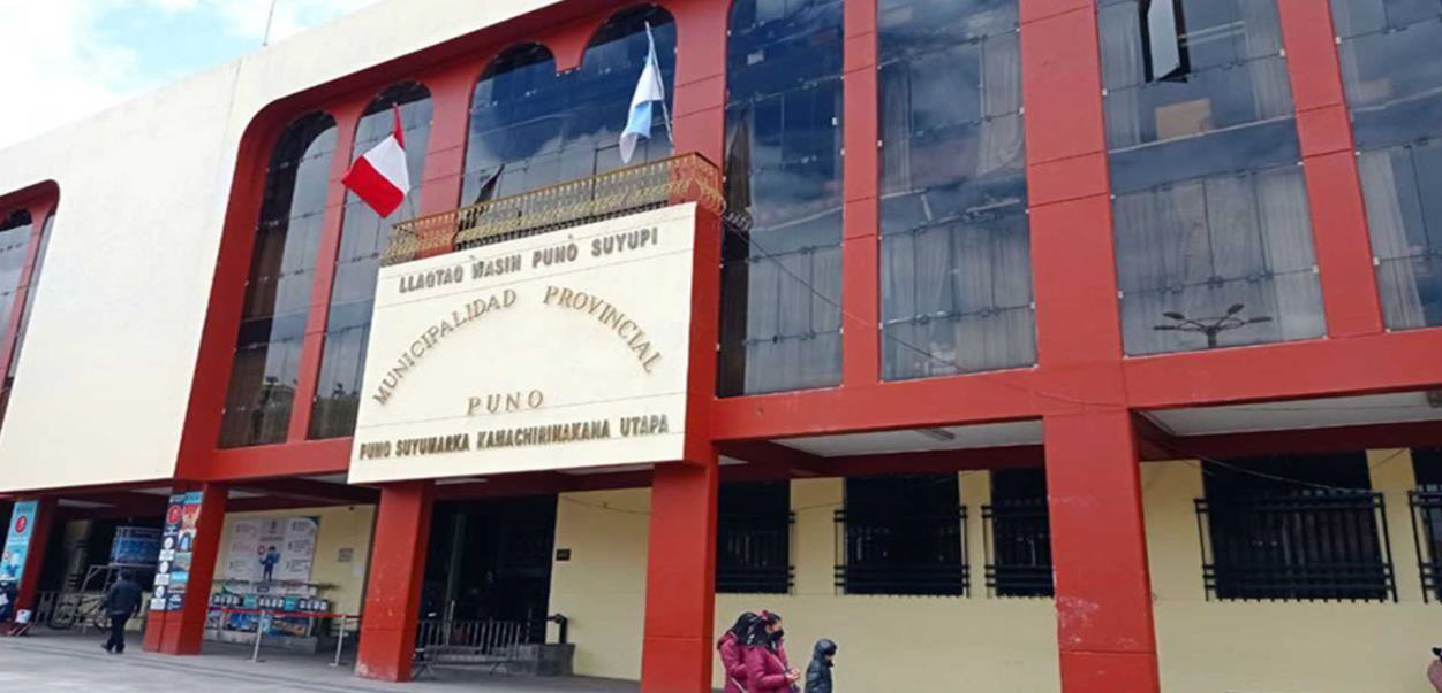 LLAQTAQ WASIN PUNO SUYUPI
MUNICIPALIDAD PROVINCIAL
PUNO
PUNO SUYUMARKA KAMACHIRINAKANA UTAPA